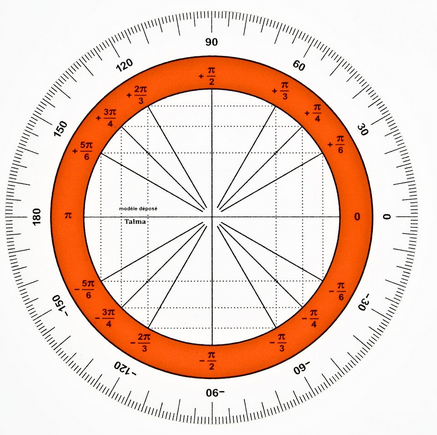 90
120
60
+ π/2
+ 2π/3
+ π/3
+ 3π/4
+ π/4
150
30
+ 5π/6
+ π/6
modèle déposé
180
π
0
0
Talma
- 5π/6
- π/6
-150
-30
- 3π/4
- π/4
- 2π/3
- π/3
- π/2
-120
-60
-90